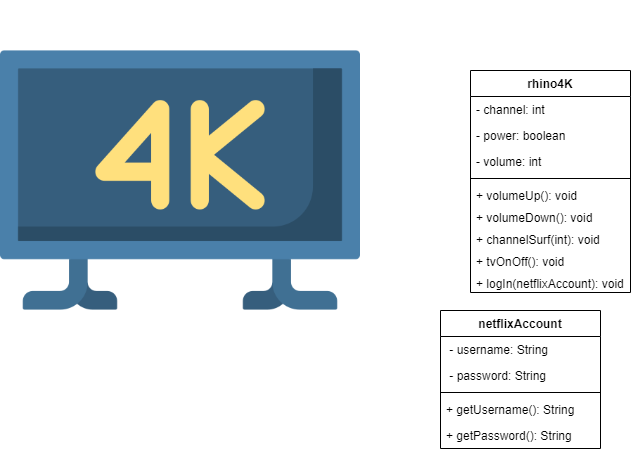 4K
rhino4K
- channel: int
- power: boolean
- volume: int
+ volumeUp(): void
+ volumeDown(): void
+ channelSurf(int): void
+ tvOnOff(): void
+ logIn(netflixAccount): void
netflixAccount
- username: String
- password: String
+ getUsername(): String
+ getPassword(): String